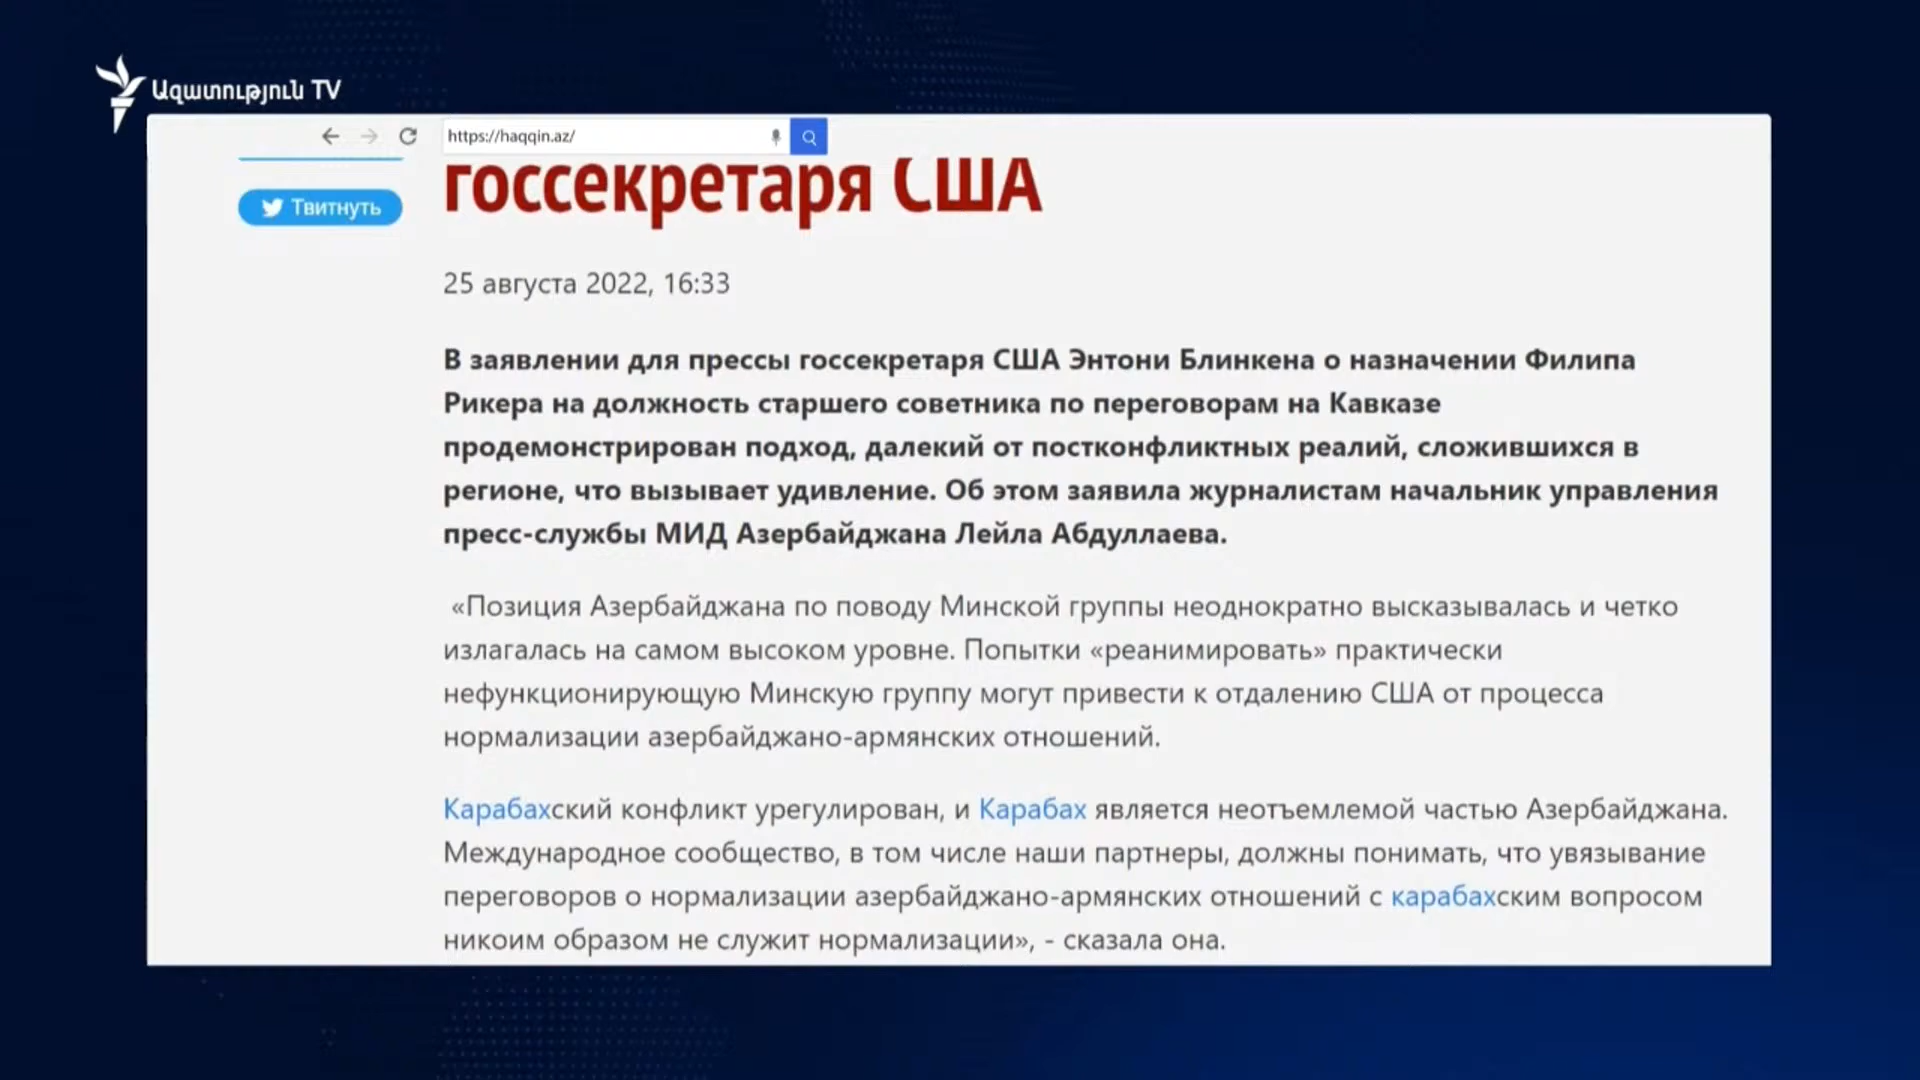 Ազատություն TV
https://haqqin.az/
госсекретаря США
Твитнуть
25 августа 2022, 16:33
В заявлении для прессы госсекретаря США Энтони Блинкена о назначении Филипа
Рикера на должность старшего советника по переговорам на Кавказе
продемонстрирован подход, далекий от постконфликтных реалий, сложившихся в
регионе, что вызывает удивление. Об этом заявила журналистам начальник управления
пресс-службы МИД Азербайджана Лейла Абдуллаева.
«Позиция Азербайджана по поводу Минской группы неоднократно высказывалась и четко
излагалась на самом высоком уровне. Попытки «реанимировать» практически
нефункционирующую Минскую группу могут привести к отдалению США от процесса
нормализации азербайджано-армянских отношений.
Карабахский конфликт урегулирован, и Карабах является неотъемлемой частью Азербайджана.
Международное сообщество, в том числе наши партнеры, должны понимать, что увязывание
переговоров о нормализации азербайджано-армянских отношений с карабахским вопросом
никоим образом не служит нормализации», - сказала она.